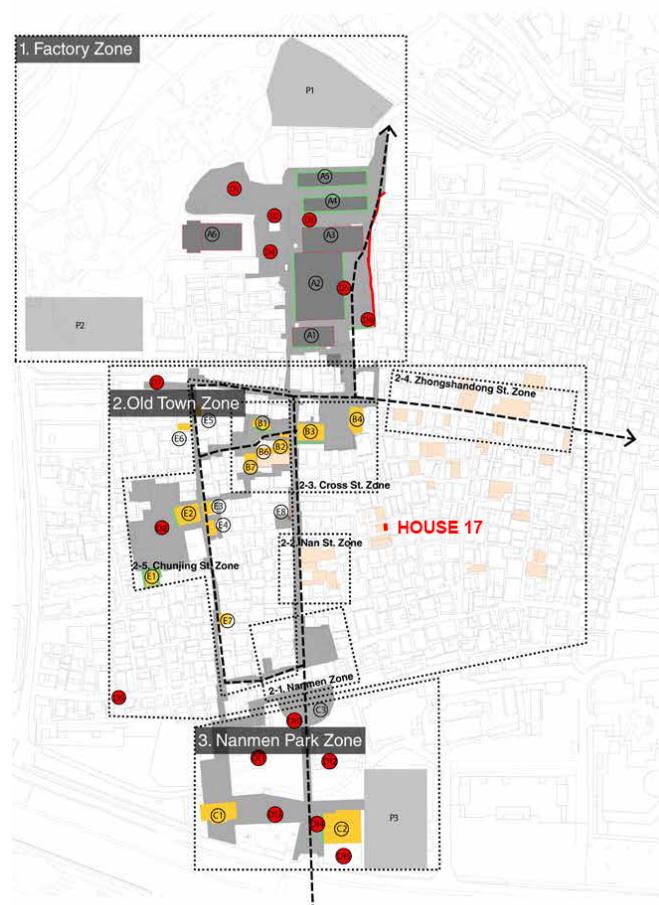 1. Factory Zone
P1
A5
A4
A3
A6
A2
P2
A1
2-4. Zhongshandong St. Zone
2.Old Town Zone
E5
B1
B4
E6
B3
B2
B6
B7
2-3. Cross St. Zone
E3
E2
E8
E4
HOUSE 17
2-2. Nan St. Zone
2-5. Chunjing St. Zone
E1
E7
2-1. Nanmen Zone
C3
3. Nanmen Park Zone
C1
P3
C2